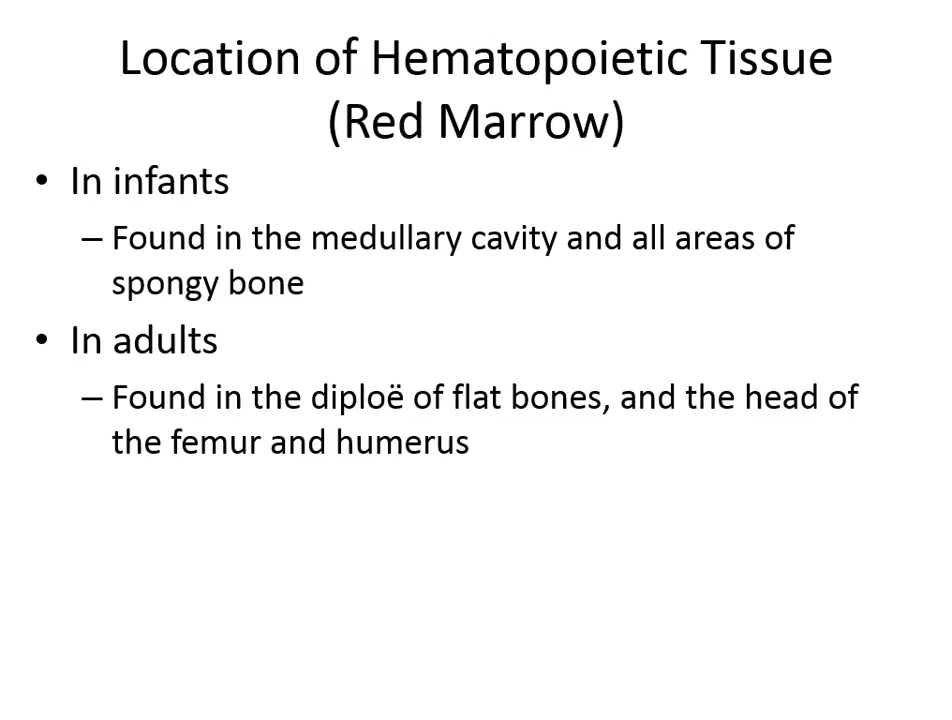 Location of Hematopoietic Tissue
(Red Marrow)
• In infants
– Found in the medullary cavity and all areas of
spongy bone
• In adults
– Found in the diploë of flat bones, and the head of
the femur and humerus